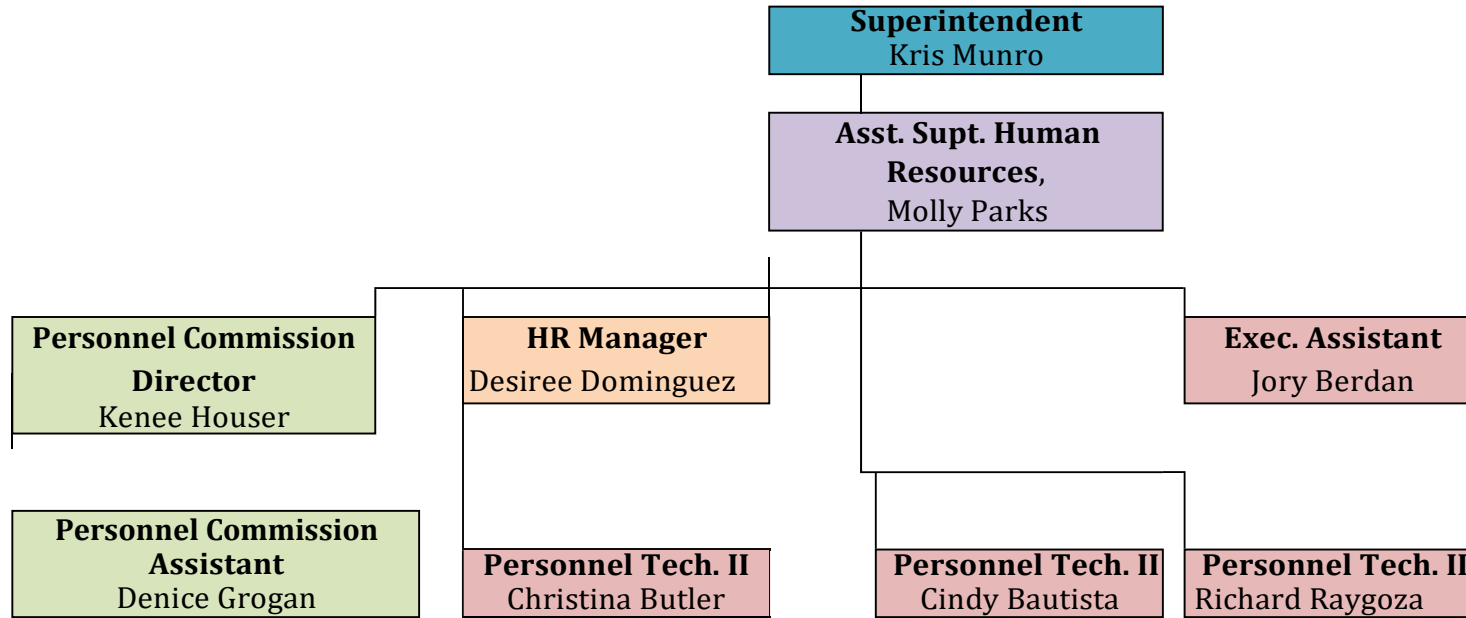 Superintendent
Kris Munro
Asst. Supt. Human
Resources,
Molly Parks
Personnel Commission
Director
Kenee Houser
HR Manager
Desiree Dominguez
Exec. Assistant
Jory Berdan
Personnel Commission
Assistant
Denice Grogan
Personnel Tech. II
Christina Butler
Personnel Tech. II
Cindy Bautista
Personnel Tech. II
Richard Raygoza